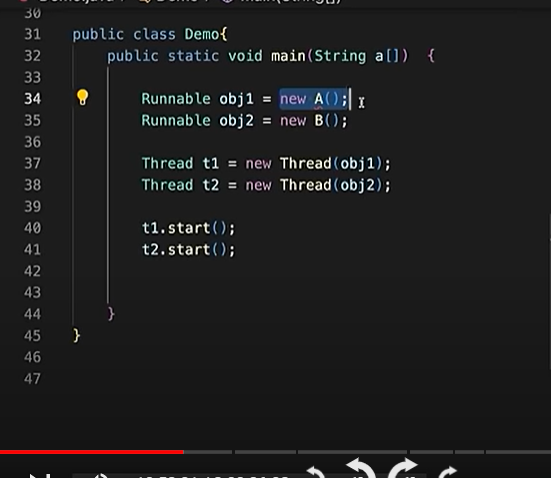 30
31 public class Demo{
32 public static void main(String a[]) {
33
34 Runnable obj1 = new A();
35 Runnable obj2 = new B();
36
37 Thread t1 = new Thread(obj1);
38 Thread t2 = new Thread(obj2);
39
40 t1.start();
41 t2.start();
42
43
44 }
45 }
46
47